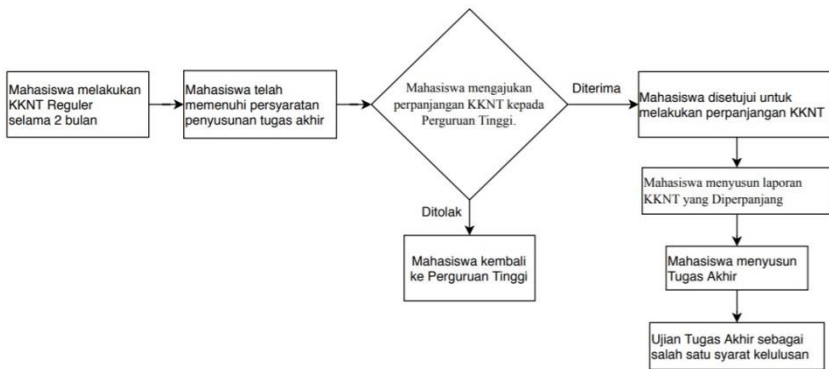 Mahasiswa melakukan
KKNT Reguler
selama 2 bulan
Mahasiswa telah
memenuhi persyaratan
penyusunan tugas akhir
Mahasiswa mengajukan
perpanjangan KKNT kepada
Perguruan Tinggi.
Diterima
Mahasiswa disetujui untuk
melakukan perpanjangan KKNT
Mahasiswa menyusun laporan
KKNT yang Diperpanjang
Mahasiswa menyusun
Tugas Akhir
Ujian Tugas Akhir sebagai
salah satu syarat kelulusan
Ditolak
Mahasiswa kembali
ke Perguruan Tinggi